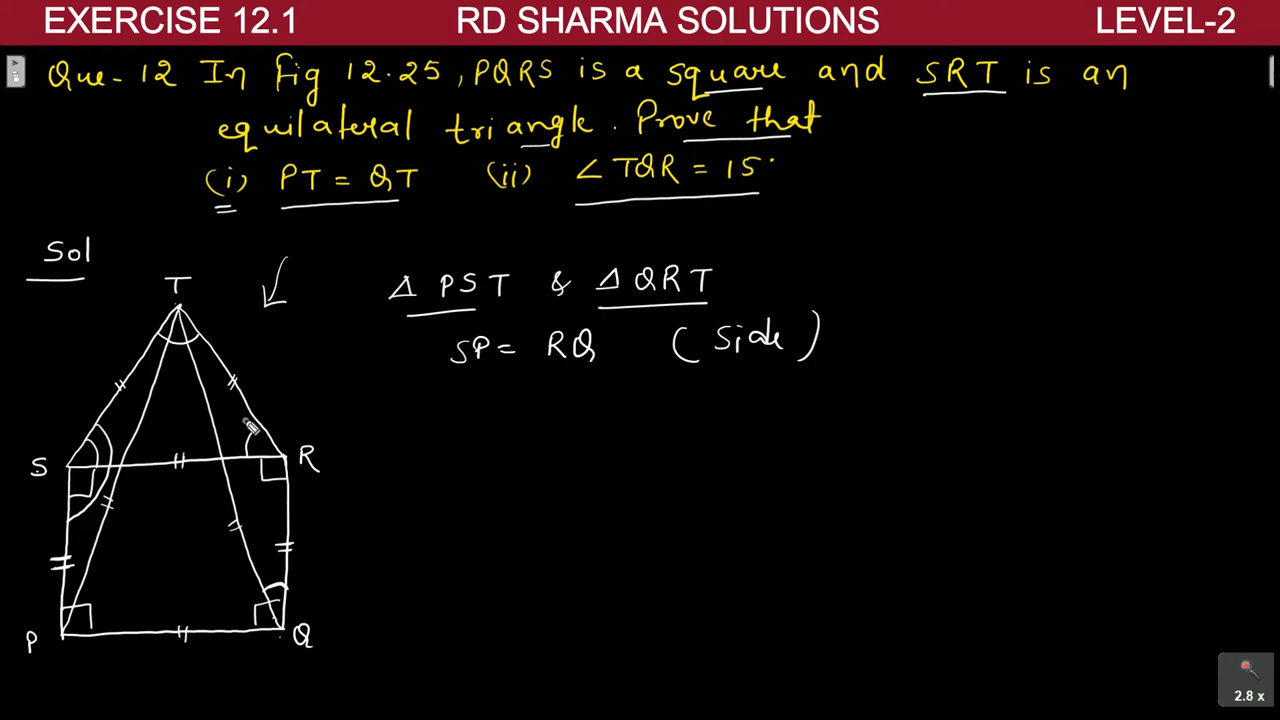 EXERCISE 12.1 RD SHARMA SOLUTIONS LEVEL-2
Que- 12 In Fig 12.25, PQRS is a square and SRT is an
equilateral triangle. Prove that
(i) PT = QT (ii) ∠TQR = 15°
Sol
T
Δ PST & Δ QRT
SP = RQ (Side)
S R
P Q
2.8 x